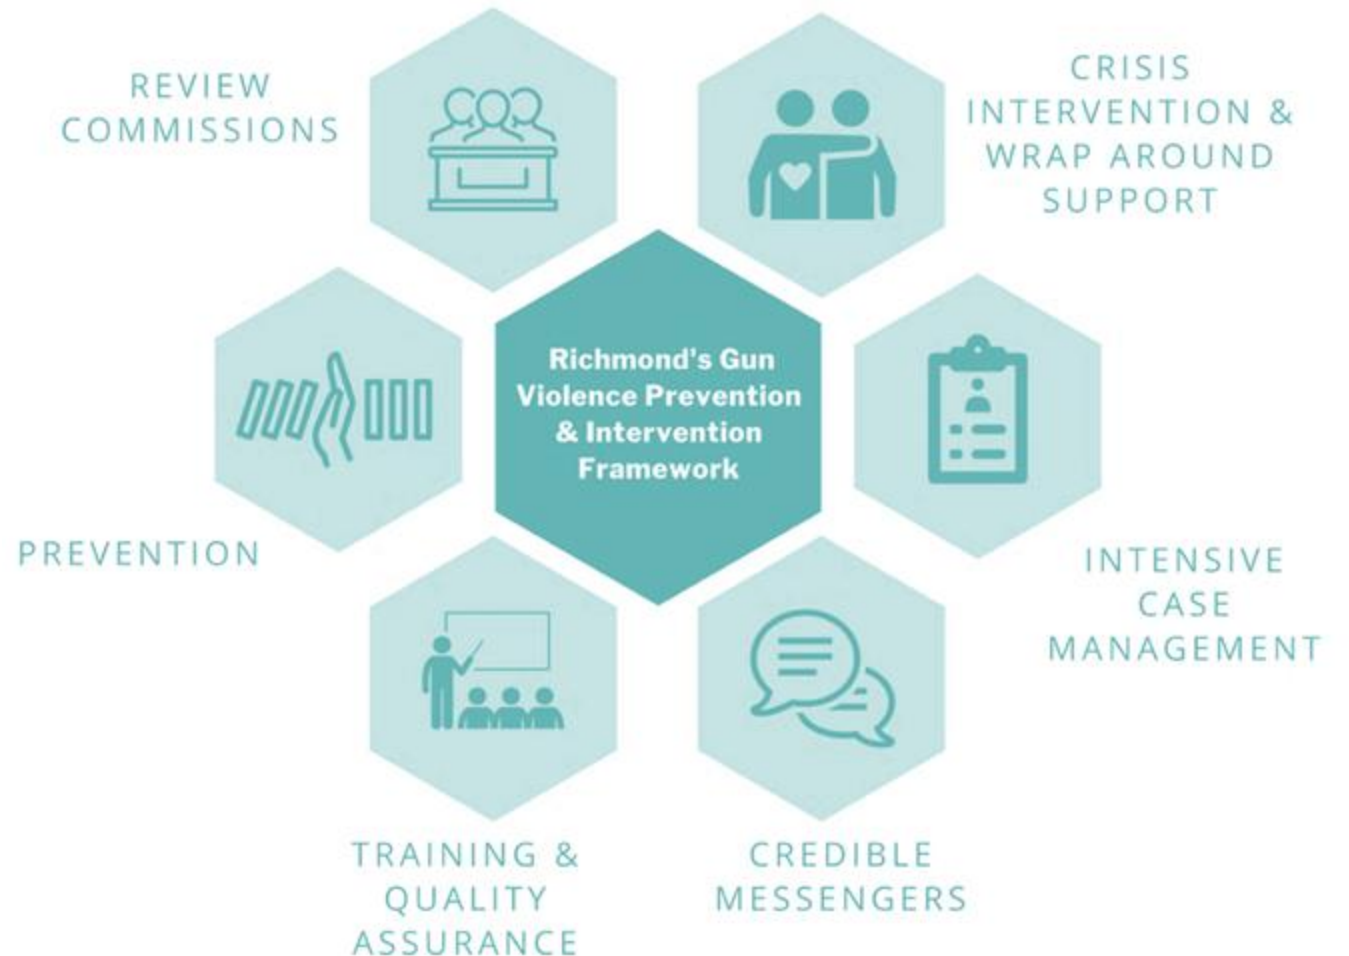 REVIEW
COMMISSIONS
CRISIS
INTERVENTION &
WRAP AROUND
SUPPORT
Richmond's Gun
Violence Prevention
& Intervention
Framework
PREVENTION
INTENSIVE
CASE
MANAGEMENT
TRAINING &
QUALITY
ASSURANCE
CREDIBLE
MESSENGERS